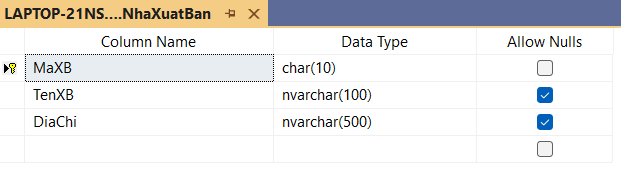 LAPTOP-21NS....NhaXuatBan
Column Name Data Type Allow Nulls
MaXB char(10)
TenXB nvarchar(100)
DiaChi nvarchar(500)